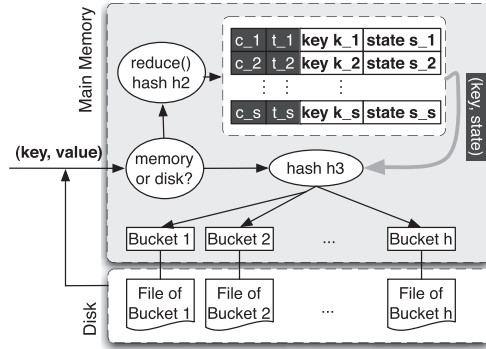 Main Memory
reduce()
hash h2
c_1 t_1 key k_1 state s_1
c_2 t_2 key k_2 state s_2
⋮ ⋮ ⋮
c_s t_s key k_s state s_s
(key, state)
(key, value)
memory
or disk?
hash h3
Bucket 1 Bucket 2 ... Bucket h
Disk
File of
Bucket 1
File of
Bucket 2
...
File of
Bucket h